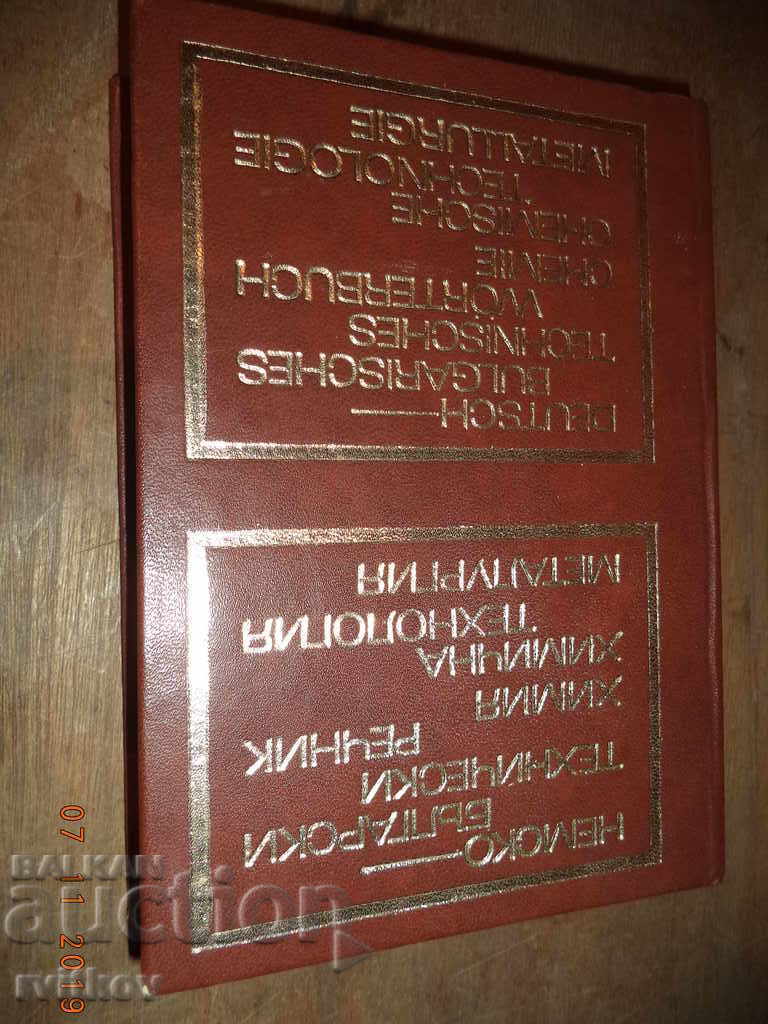 НЕМСКО
БЪЛГАРСКИ
ТЕХНИЧЕСКИ
РЕЧНИК
ХИМИЯ
ХИМИЧНА
ТЕХНОЛОГИЯ
МЕТАЛУРГИЯ
DEUTSCH
BULGARISCHES
TECHNISCHES
WÖRTERBUCH
CHEMIE
CHEMISCHE
TECHNOLOGIE
METALLURGIE
07 11 2019
BALKAN
auction
rvitkov